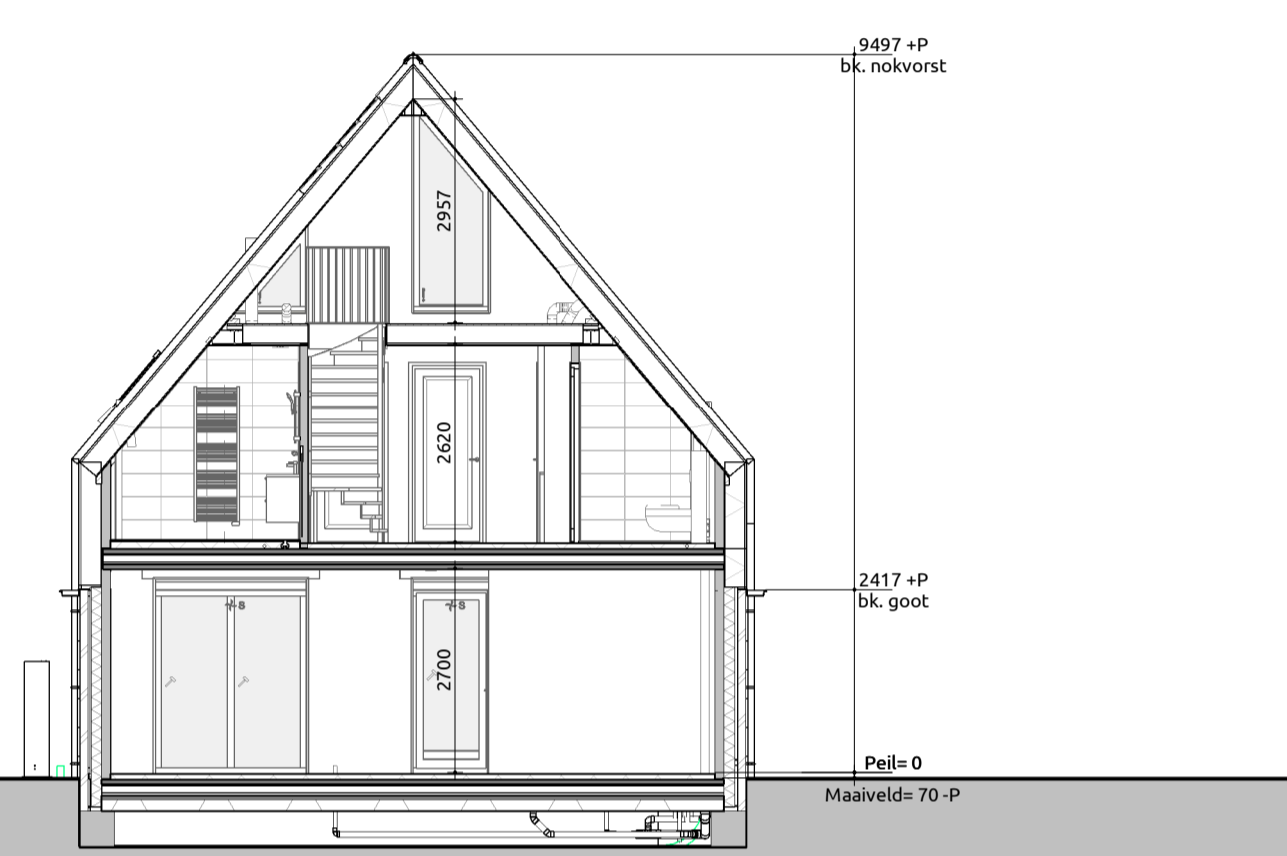 9497 +P
bk. nokvorst
2957
2620
2417 +P
bk. goot
S
S
2700
Peil= 0
Maaiveld= 70 -P